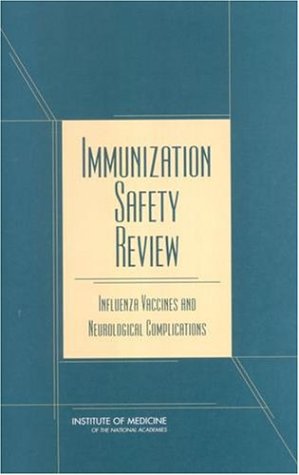 IMMUNIZATION
SAFETY
REVIEW
INFLUENZA VACCINES AND
NEUROLOGICAL COMPLICATIONS
INSTITUTE OF MEDICINE
OF THE NATIONAL ACADEMIES